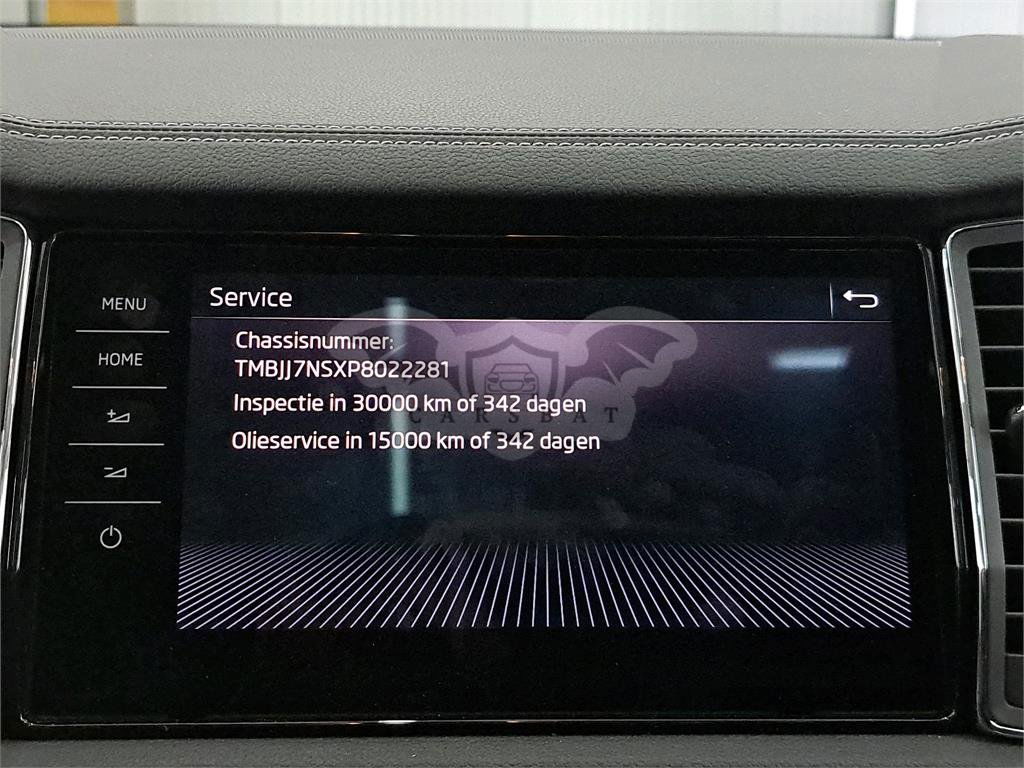 Service
MENU
HOME
Chassisnummer:
TMBJJ7NSXP8022281
Inspectie in 30000 km of 342 dagen
CARSBAT
Olieservice in 15000 km of 342 dagen